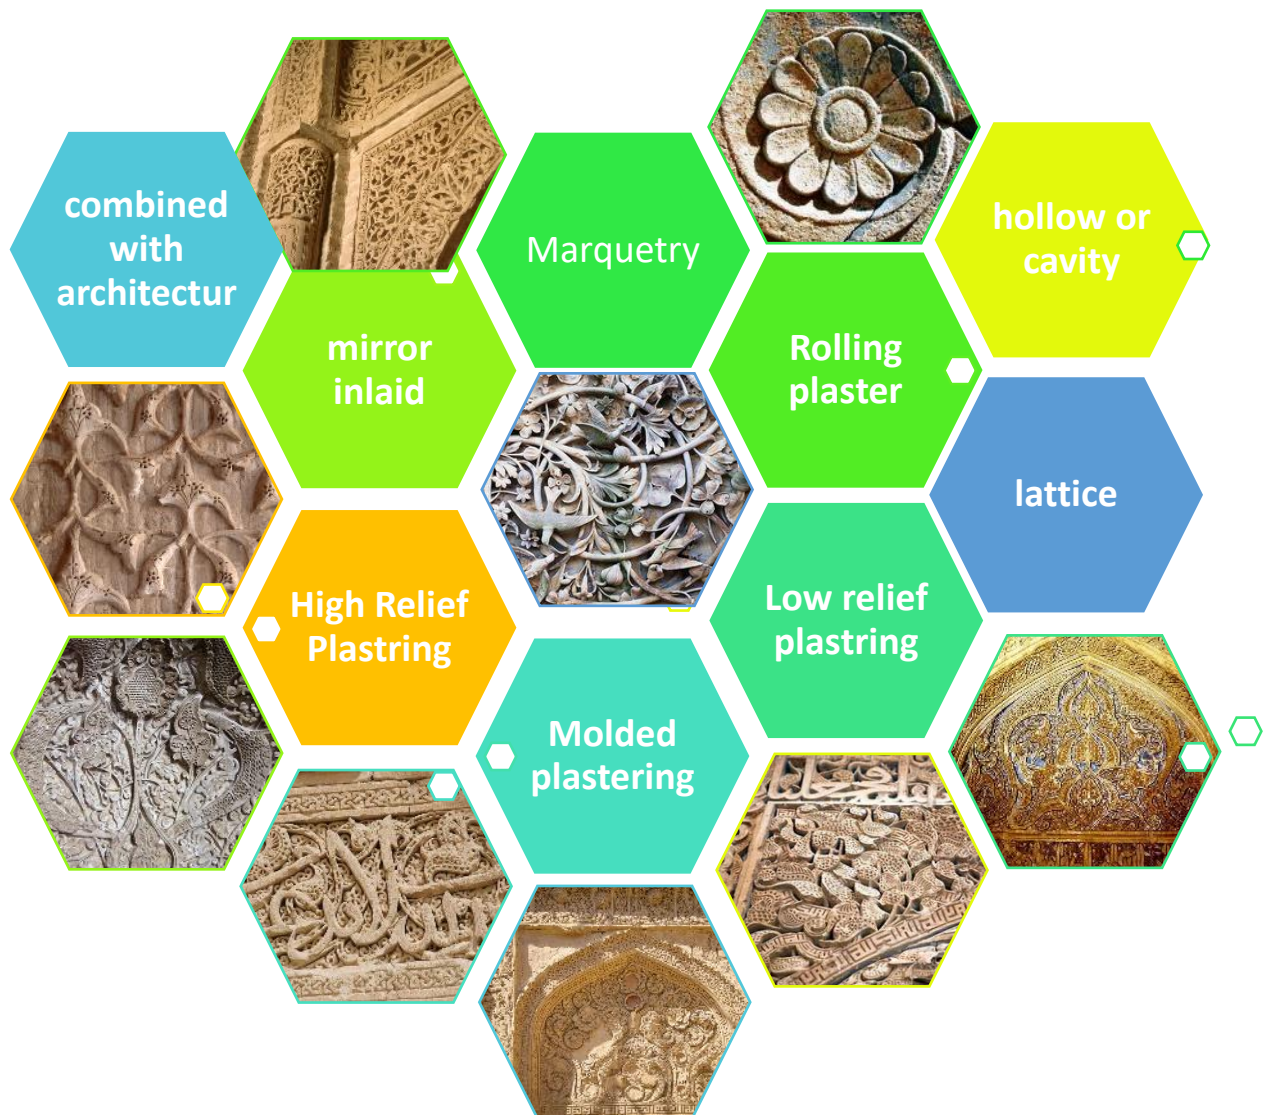 combined
with
architectur
mirror
inlaid
Marquetry
Rolling
plaster
hollow or
cavity
lattice
High Relief
Plastring
Low relief
plastring
Molded
plastering